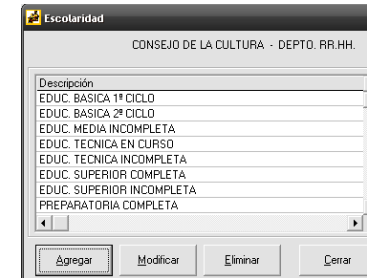 Escolaridad
CONSEJO DE LA CULTURA - DEPTO. RR.HH.
Descripción
EDUC. BASICA 1º CICLO
EDUC. BASICA 2º CICLO
EDUC. MEDIA INCOMPLETA
EDUC. TECNICA EN CURSO
EDUC. TECNICA INCOMPLETA
EDUC. SUPERIOR COMPLETA
EDUC. SUPERIOR INCOMPLETA
PREPARATORIA COMPLETA
Agregar Modificar Eliminar Cerrar